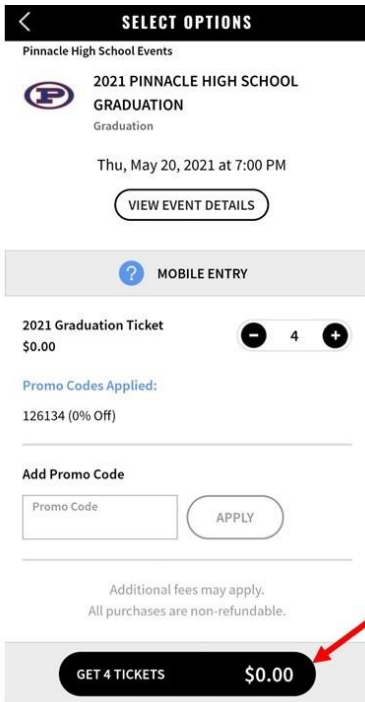 SELECT OPTIONS
Pinnacle High School Events
P
2021 PINNACLE HIGH SCHOOL
GRADUATION
Graduation
Thu, May 20, 2021 at 7:00 PM
VIEW EVENT DETAILS
? MOBILE ENTRY
2021 Graduation Ticket
$0.00
- 4 +
Promo Codes Applied:
126134 (0% Off)
Add Promo Code
Promo Code
APPLY
Additional fees may apply.
All purchases are non-refundable.
GET 4 TICKETS $0.00